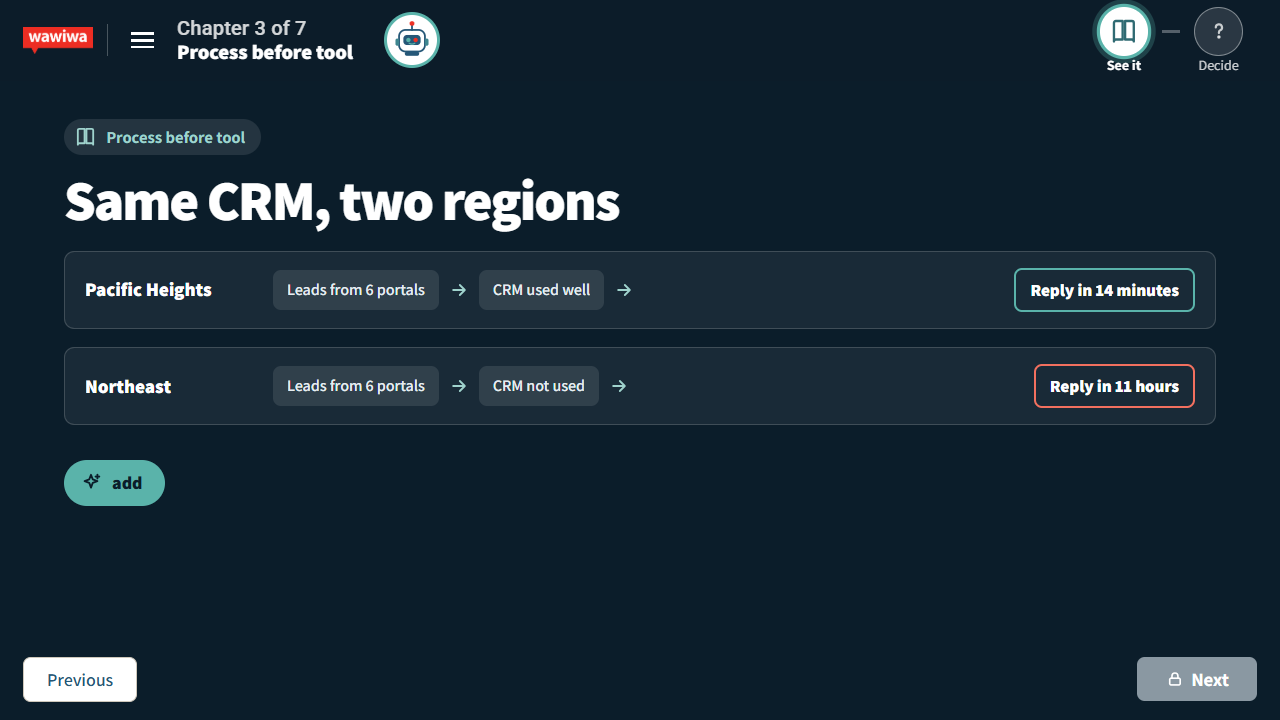 wawiwa
Chapter 3 of 7
Process before tool
See it
?
Decide
Process before tool
Same CRM, two regions
Pacific Heights
Leads from 6 portals → CRM used well →
Reply in 14 minutes
Northeast
Leads from 6 portals → CRM not used →
Reply in 11 hours
add
Previous
Next